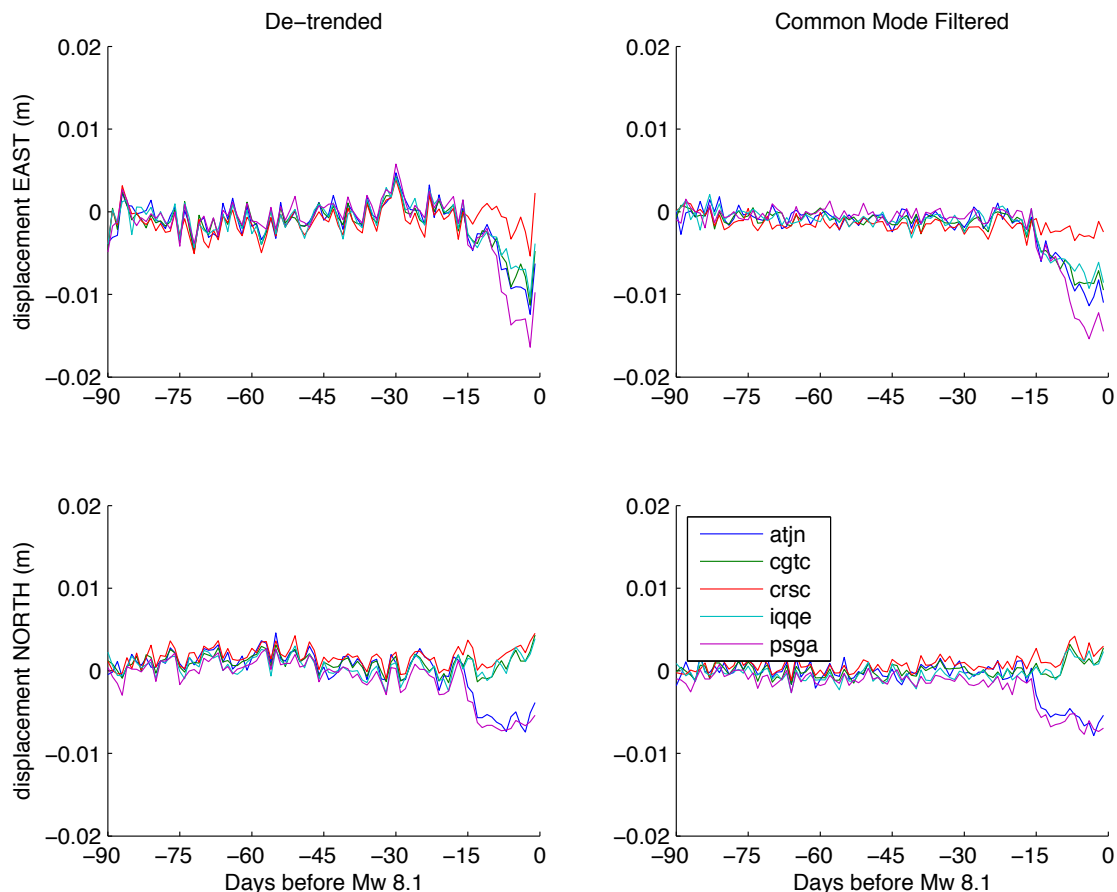 De−trended
Common Mode Filtered
displacement EAST (m)
0.02
0.01
0
−0.01
−0.02
−90 −75 −60 −45 −30 −15 0
0.02
0.01
0
−0.01
−0.02
−90 −75 −60 −45 −30 −15 0
displacement NORTH (m)
0.02
0.01
0
−0.01
−0.02
−90 −75 −60 −45 −30 −15 0
Days before Mw 8.1
0.02
0.01
0
−0.01
−0.02
atjn
cgtc
crsc
iqqe
psga
−90 −75 −60 −45 −30 −15 0
Days before Mw 8.1